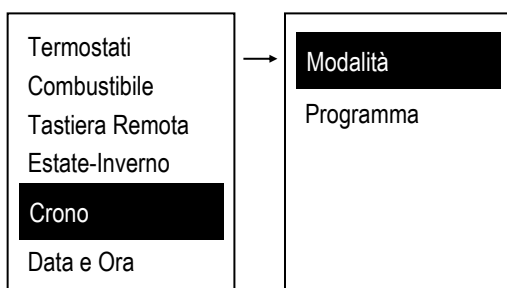 Termostati
Combustibile
Tastiera Remota
Estate-Inverno
Crono
Data e Ora
Modalità
Programma